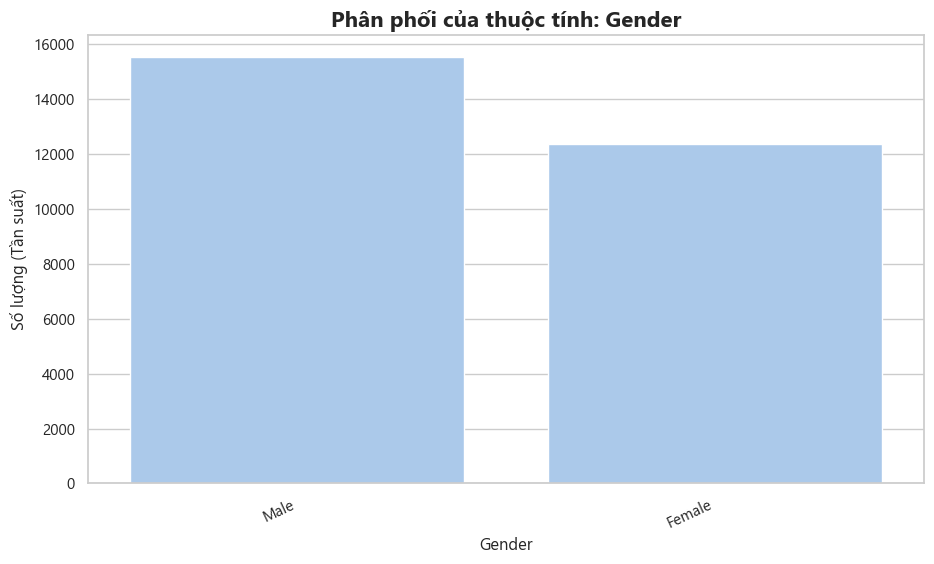 Phân phối của thuộc tính: Gender
Số lượng (Tần suất)
16000
14000
12000
10000
8000
6000
4000
2000
0
Male
Female
Gender